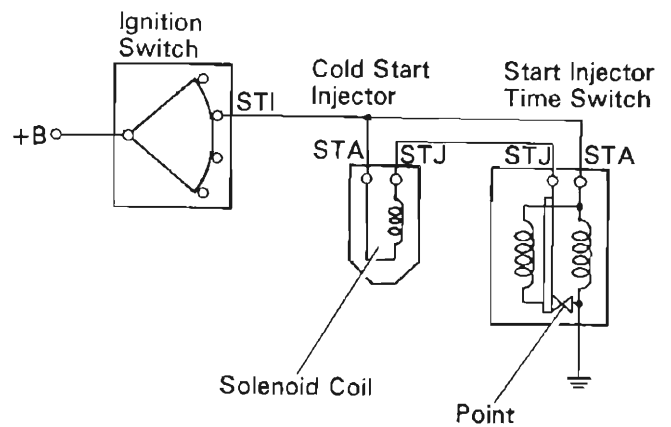 Ignition
Switch
Cold Start
Injector
Start Injector
Time Switch
STI
+B
STA
STJ
STJ
STA
Solenoid Coil
Point